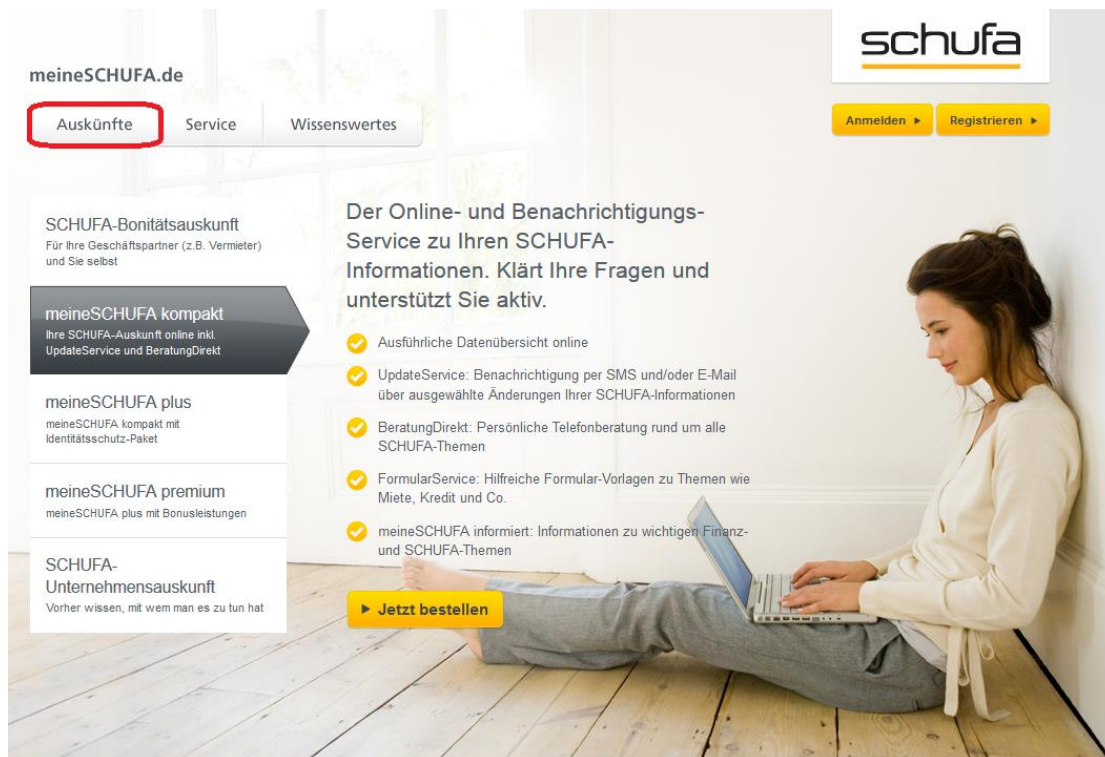 schufa
meineSCHUFA.de
Auskünfte
Service
Wissenswertes
Anmelden
Registrieren
SCHUFA-Bonitätsauskunft
Für Ihre Geschäftspartner (z.B. Vermieter)
und Sie selbst
meineSCHUFA kompakt
Ihre SCHUFA-Auskunft online inkl.
UpdateService und BeratungDirekt
meineSCHUFA plus
meineSCHUFA kompakt mit
Identitätsschutz-Paket
meineSCHUFA premium
meineSCHUFA plus mit Bonusleistungen
SCHUFA-
Unternehmensauskunft
Vorher wissen, mit wem man es zu tun hat
Der Online- und Benachrichtigungs-
Service zu Ihren SCHUFA-
Informationen. Klärt Ihre Fragen und
unterstützt Sie aktiv.
Ausführliche Datenübersicht online
UpdateService: Benachrichtigung per SMS und/oder E-Mail
über ausgewählte Änderungen Ihrer SCHUFA-Informationen
BeratungDirekt: Persönliche Telefonberatung rund um alle
SCHUFA-Themen
FormularService: Hilfreiche Formular-Vorlagen zu Themen wie
Miete, Kredit und Co.
meineSCHUFA informiert: Informationen zu wichtigen Finanz-
und SCHUFA-Themen
Jetzt bestellen